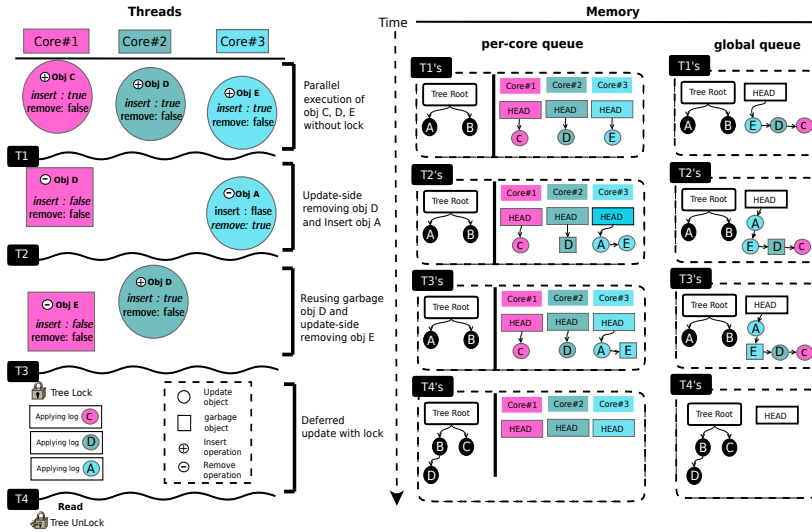 Threads
Core#1
Core#2
Core#3
⊕ Obj C
insert : true
remove: false
⊕ Obj D
insert : true
remove: false
⊕ Obj E
insert : true
remove: false
Parallel
execution of
obj C, D, E
without lock
T1
⊖ Obj D
insert : false
remove: false
⊖ Obj A
insert : flase
remove: true
Update-side
removing obj D
and Insert obj A
T2
⊖ Obj E
insert : false
remove: false
⊕ Obj D
insert : true
remove: false
Reusing garbage
obj D and
update-side
removing obj E
T3
Tree Lock
Applying log C
Applying log D
Applying log A
Update
object
garbage
object
Insert
operation
Remove
operation
Deferred
update with lock
T4
Read
Tree UnLock
Time
Memory
per-core queue
global queue
T1's
Tree Root
A
B
Core#1
Core#2
Core#3
HEAD
HEAD
HEAD
C
D
E
T1's
Tree Root
A
B
HEAD
E
D
C
T2's
Tree Root
A
B
Core#1
Core#2
Core#3
HEAD
HEAD
HEAD
C
D
A
E
T2's
Tree Root
A
B
HEAD
A
E
D
C
T3's
Tree Root
A
B
Core#1
Core#2
Core#3
HEAD
HEAD
HEAD
C
D
A
E
T3's
Tree Root
A
B
HEAD
A
E
D
C
T4's
Tree Root
B
C
D
Core#1
Core#2
Core#3
HEAD
HEAD
HEAD
T4's
Tree Root
B
C
D
HEAD